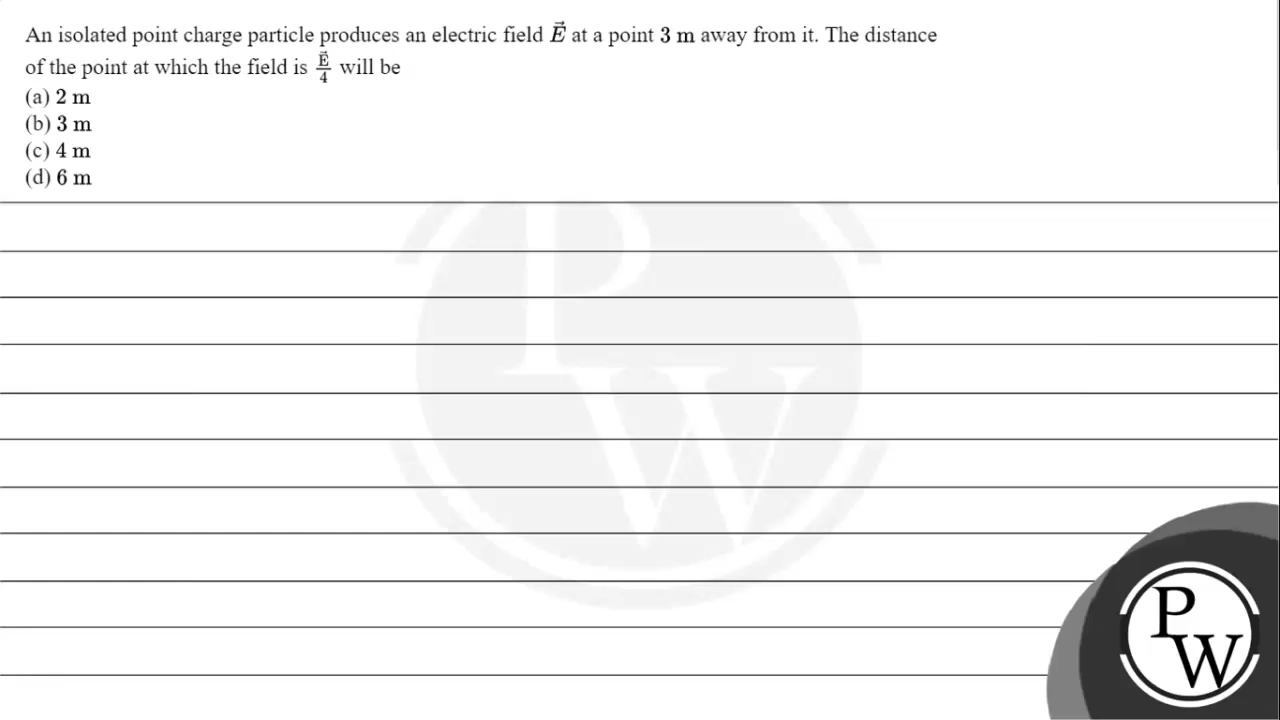 An isolated point charge particle produces an electric field \(\vec{E}\) at a point 3 m away from it. The distance
of the point at which the field is \(\frac{\vec{E}}{4}\) will be
(a) 2 m
(b) 3 m
(c) 4 m
(d) 6 m
P
W
P
W